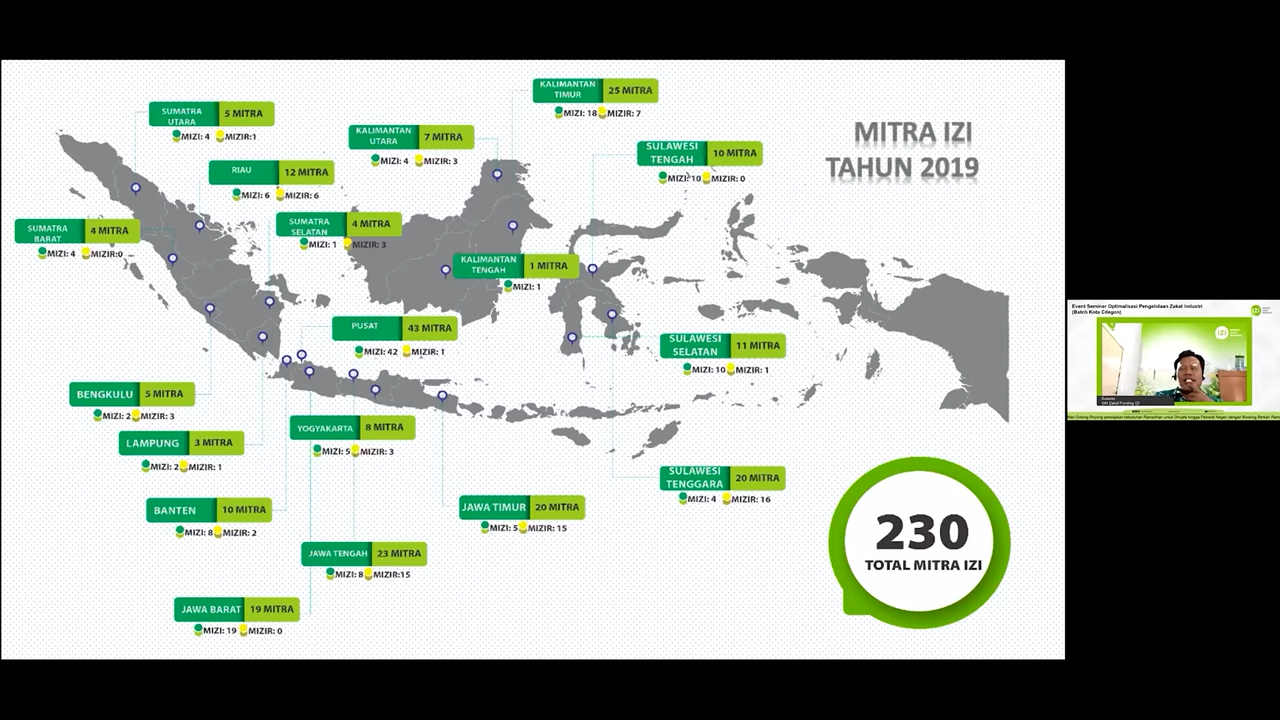 MITRA IZI
TAHUN 2019
SUMATRA
UTARA
5 MITRA
MIZI: 4 MIZIR:1
KALIMANTAN
TIMUR
25 MITRA
MIZI: 18 MIZIR: 7
KALIMANTAN
UTARA
7 MITRA
MIZI: 4 MIZIR: 3
SULAWESI
TENGAH
10 MITRA
MIZI: 10 MIZIR: 0
RIAU
12 MITRA
MIZI: 6 MIZIR: 6
SUMATRA
BARAT
4 MITRA
MIZI: 4 MIZIR:0
SUMATRA
SELATAN
4 MITRA
MIZI: 1 MIZIR: 3
KALIMANTAN
TENGAH
1 MITRA
MIZI: 1
PUSAT
43 MITRA
MIZI: 42 MIZIR: 1
SULAWESI
SELATAN
11 MITRA
MIZI: 10 MIZIR: 1
BENGKULU
5 MITRA
MIZI: 2 MIZIR: 3
LAMPUNG
3 MITRA
MIZI: 2 MIZIR: 1
YOGYAKARTA
8 MITRA
MIZI: 5 MIZIR: 3
SULAWESI
TENGGARA
20 MITRA
MIZI: 4 MIZIR: 16
BANTEN
10 MITRA
MIZI: 8 MIZIR: 2
JAWA TIMUR
20 MITRA
MIZI: 5 MIZIR: 15
JAWA TENGAH
23 MITRA
MIZI: 8 MIZIR:15
JAWA BARAT
19 MITRA
MIZI: 19 MIZIR: 0
230
TOTAL MITRA IZI
Event Seminar Optimalisasi Pengelolaan Zakat Industri
(Batch Kota Cilegon)
IZI
IZI
GM Zakat Funding IZI